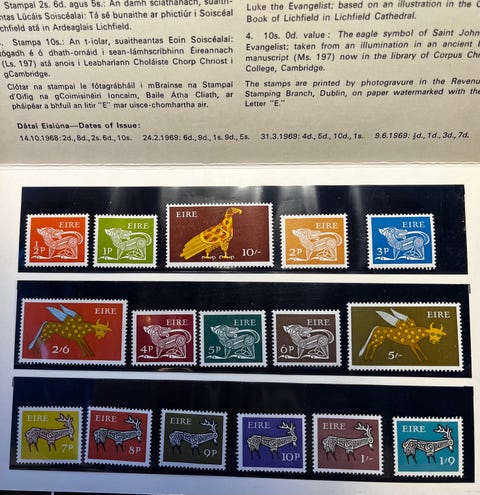 Stampaí 2s. 6d. agus 5s.: An damh sciathánach, suaith-
ntas Lúcáis Soiscéalaí: Tá sé bunaithe ar phictiúr i Soiscéal
chfield atá in Ardeaglais Lichfield.
Stampa 10s.: An t-iolar, suaitheantas Eoin Soiscéalaí:
ógadh é ó dhath-ornáid i sean-lámhscríbhinn Éireannach
(Ls. 197) atá anois i Leabharlann Choláiste Chorp Chríost i
gCambridge.
Clótar na stampaí le fótagrábháil i mBrainse na Stampaí
d'Oifig na gCoimisinéirí Ioncaim, Baile Átha Cliath, ar
pháipéar a bhfuil an litir "E" mar uisce-chomhartha air.
Luke the Evangelist; based on an illustration in the
Book of Lichfield in Lichfield Cathedral.
4. 10s. 0d. value: The eagle symbol of Saint John
Evangelist; taken from an illumination in an ancient
manuscript (Ms. 197) now in the library of Corpus Chr
College, Cambridge.
The stamps are printed by photogravure in the Revenu
Stamping Branch, Dublin, on paper watermarked with the
Letter "E."
Dátaí Eisiúna—Dates of Issue:
14.10.1968: 2d., 8d., 2s. 6d., 10s. 24.2.1969: 6d., 9d., 1s. 9d., 5s. 31.3.1969: 4d., 5d., 10d., 1s. 9.6.1969: ½d., 1d., 3d., 7d.
EIRE ½p
EIRE 1p
EIRE 10/-
EIRE 2p
EIRE 3p
EIRE 2/6
EIRE 4p
EIRE 5p
EIRE 6p
EIRE 5/-
EIRE 7p
EIRE 8p
EIRE 9p
EIRE 10p
EIRE 1/-
EIRE 1/9